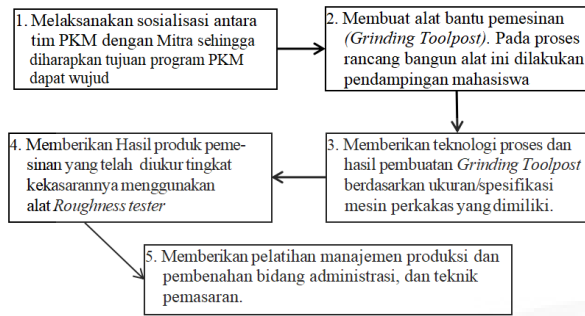 1. Melaksanakan sosialisasi antara
tim PKM dengan Mitra sehingga
diharapkan tujuan program PKM
dapat wujud
2. Membuat alat bantu pemesinan
(Grinding Toolpost). Pada proses
rancang bangun alat ini dilakukan
pendampingan mahasiswa
3. Memberikan teknologi proses dan
hasil pembuatan Grinding Toolpost
berdasarkan ukuran/spesifikasi
mesin perkakas yang dimiliki.
4. Memberikan Hasil produk peme-
sinan yang telah diukur tingkat
kekasarannya menggunakan
alat Roughness tester
5. Memberikan pelatihan manajemen produksi dan
pembenahan bidang administrasi, dan teknik
pemasaran.